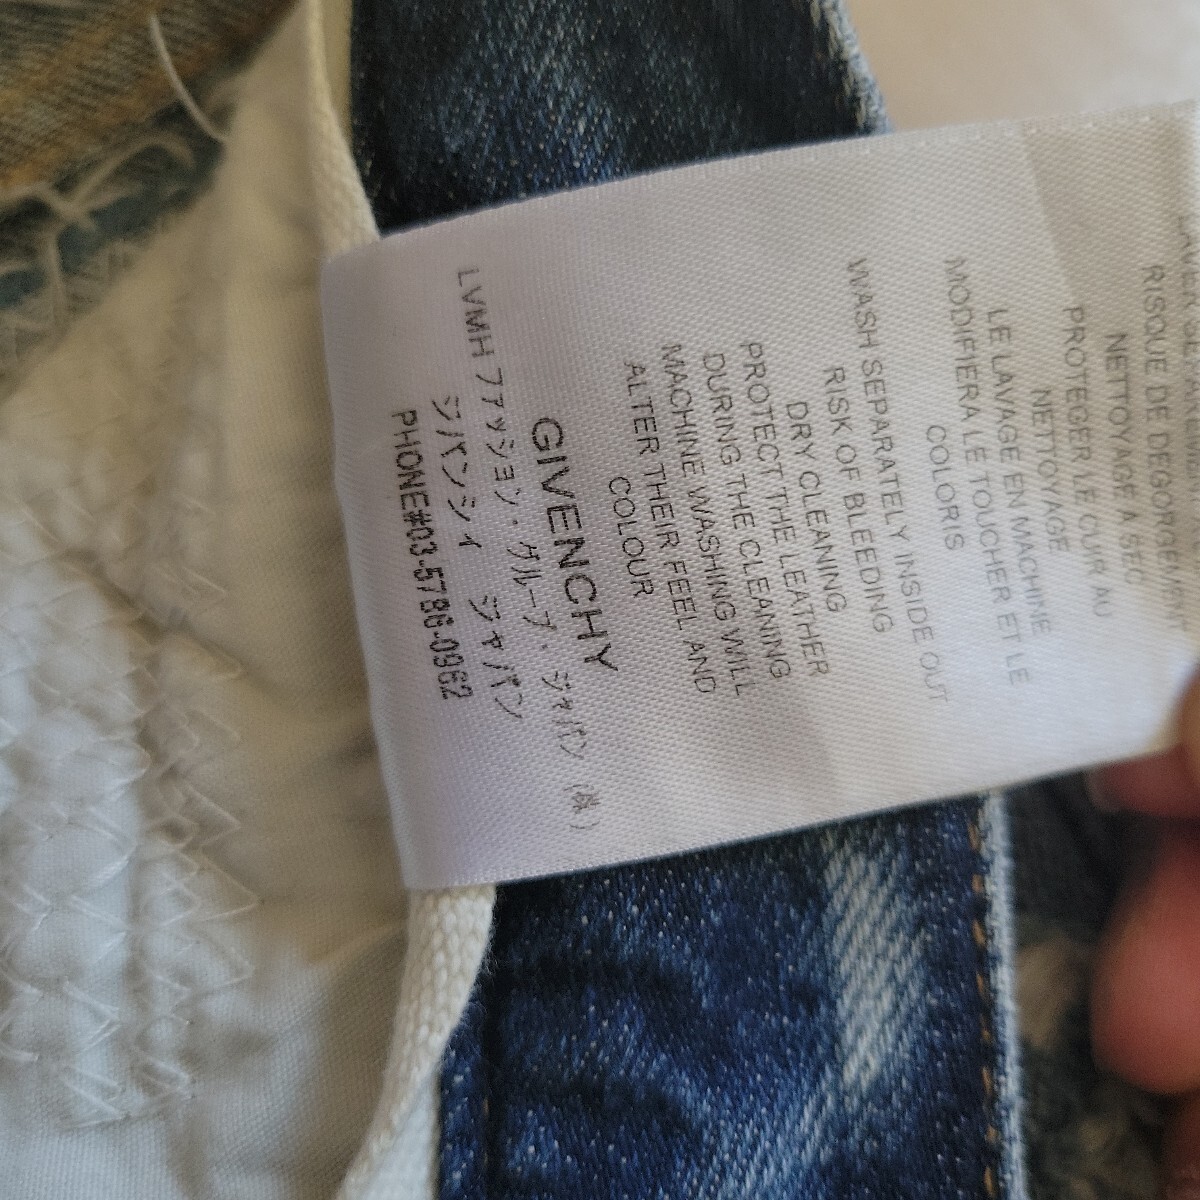 RISQUE DE DEGORGEMENT
NETTOYAGE A
PROTEGER LE CUIR AU
NETTOYAGE
LE LAVAGE EN MACHINE
MODIFIERA LE TOUCHER ET LE
COLORIS
WASH SEPARATELY INSIDE OUT
RISK OF BLEEDING
DRY CLEANING
PROTECT THE LEATHER
DURING THE CLEANING
MACHINE WASHING WILL
ALTER THEIR FEEL AND
COLOUR
GIVENCHY
LVMH ファッション・グループ・ジャパン (株)
ジバンシィ ジャパン
PHONE#03-5786-0962